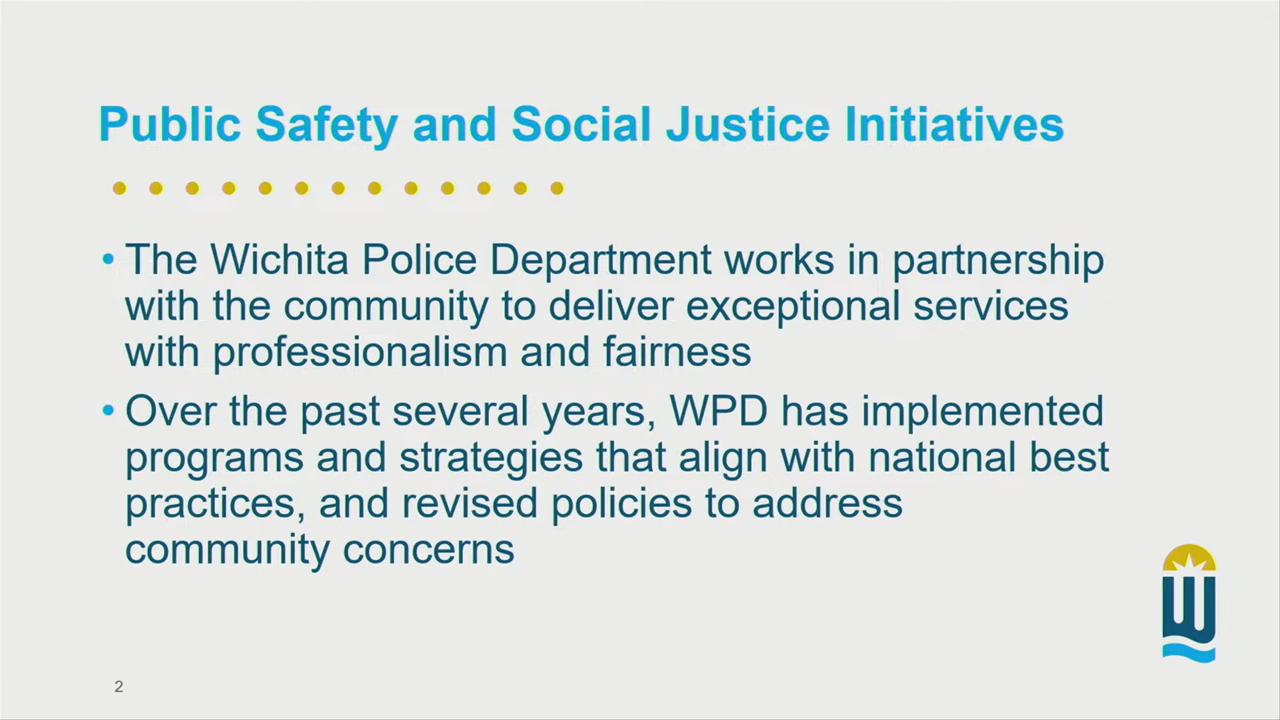 Public Safety and Social Justice Initiatives
• The Wichita Police Department works in partnership
with the community to deliver exceptional services
with professionalism and fairness
• Over the past several years, WPD has implemented
programs and strategies that align with national best
practices, and revised policies to address
community concerns
W
2